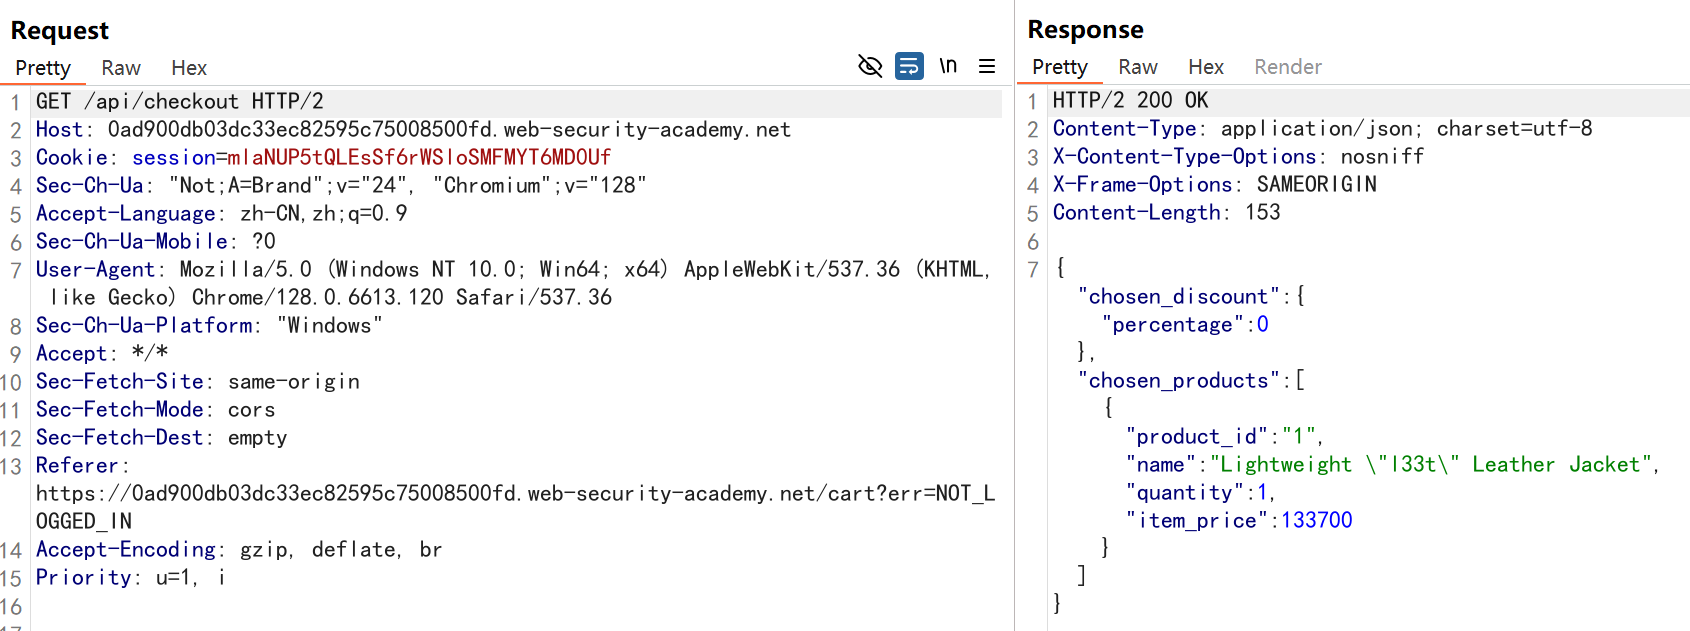 Request
Pretty Raw Hex \n
1 GET /api/checkout HTTP/2
2 Host: 0ad900db03dc33ec82595c75008500fd.web-security-academy.net
3 Cookie: session=mlaNUP5tQLEsSf6rWSloSMFMYT6MD0Uf
4 Sec-Ch-Ua: "Not;A=Brand";v="24", "Chromium";v="128"
5 Accept-Language: zh-CN,zh;q=0.9
6 Sec-Ch-Ua-Mobile: ?0
7 User-Agent: Mozilla/5.0 (Windows NT 10.0; Win64; x64) AppleWebKit/537.36 (KHTML,
like Gecko) Chrome/128.0.6613.120 Safari/537.36
8 Sec-Ch-Ua-Platform: "Windows"
9 Accept: */*
10 Sec-Fetch-Site: same-origin
11 Sec-Fetch-Mode: cors
12 Sec-Fetch-Dest: empty
13 Referer:
https://0ad900db03dc33ec82595c75008500fd.web-security-academy.net/cart?err=NOT_L
OGGED_IN
14 Accept-Encoding: gzip, deflate, br
15 Priority: u=1, i
16
17
Response
Pretty Raw Hex Render
1 HTTP/2 200 OK
2 Content-Type: application/json; charset=utf-8
3 X-Content-Type-Options: nosniff
4 X-Frame-Options: SAMEORIGIN
5 Content-Length: 153
6
7 {
"chosen_discount":{
"percentage":0
},
"chosen_products":[
{
"product_id":"1",
"name":"Lightweight \"l33t\" Leather Jacket",
"quantity":1,
"item_price":133700
}
]
}